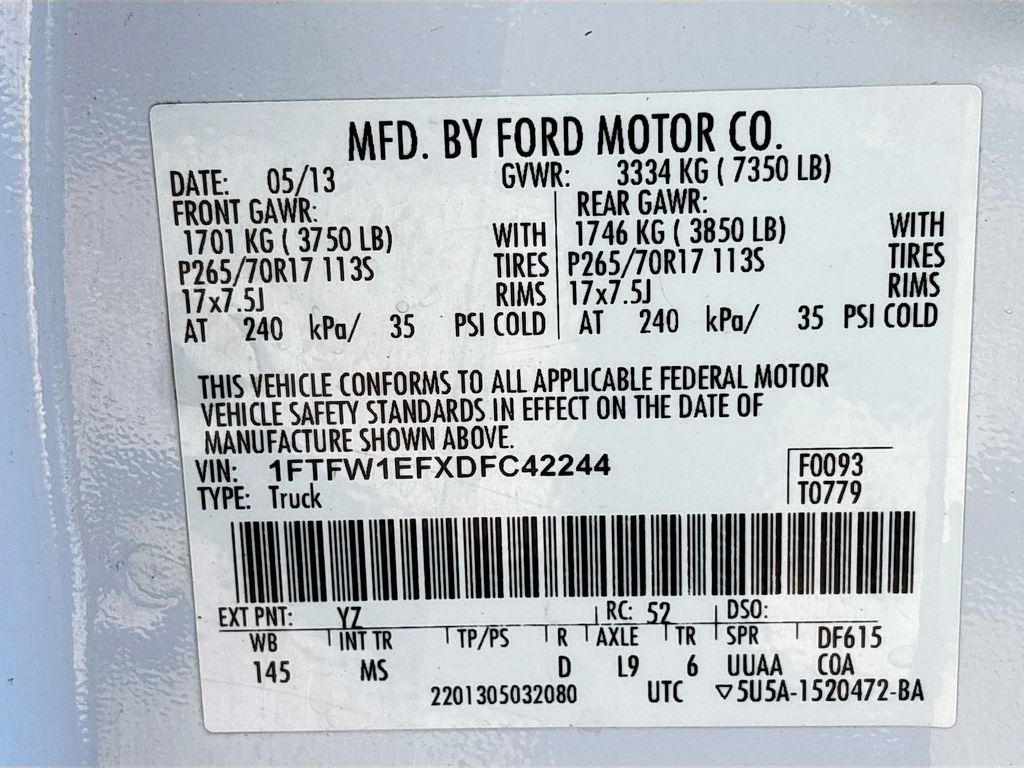 MFD. BY FORD MOTOR CO.
DATE: 05/13 GVWR: 3334 KG ( 7350 LB)
FRONT GAWR: REAR GAWR:
1701 KG ( 3750 LB) WITH 1746 KG ( 3850 LB) WITH
P265/70R17 113S TIRES P265/70R17 113S TIRES
17x7.5J RIMS 17x7.5J RIMS
AT 240 kPa/ 35 PSI COLD AT 240 kPa/ 35 PSI COLD
THIS VEHICLE CONFORMS TO ALL APPLICABLE FEDERAL MOTOR
VEHICLE SAFETY STANDARDS IN EFFECT ON THE DATE OF
MANUFACTURE SHOWN ABOVE.
VIN: 1FTFW1EFXDFC42244 F0093
TYPE: Truck T0779
EXT PNT: YZ RC: 52 DSO:
WB INT TR TP/PS R AXLE TR SPR DF615
145 MS D L9 6 UUAA COA
2201305032080 UTC ▽5U5A-1520472-BA